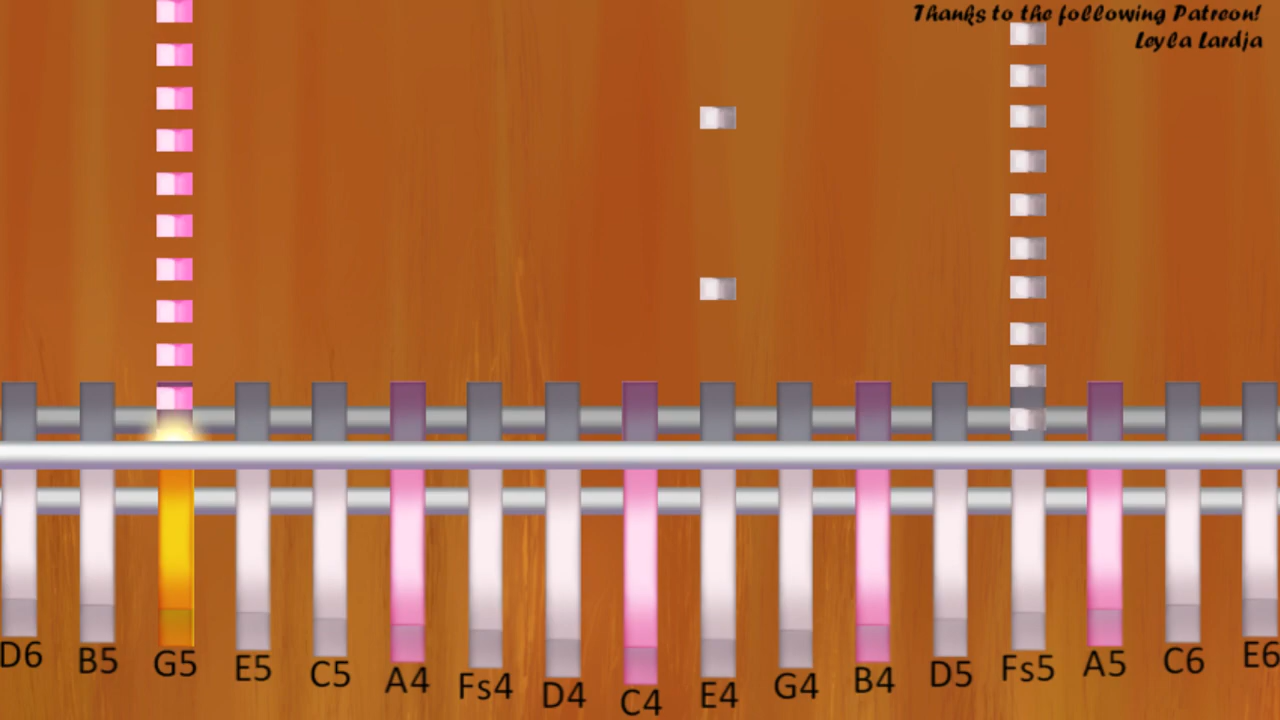 Thanks to the following Patreon!
Leyla Lardja
D6 B5 G5 E5 C5 A4 Fs4 D4 C4 E4 G4 B4 D5 Fs5 A5 C6 E6